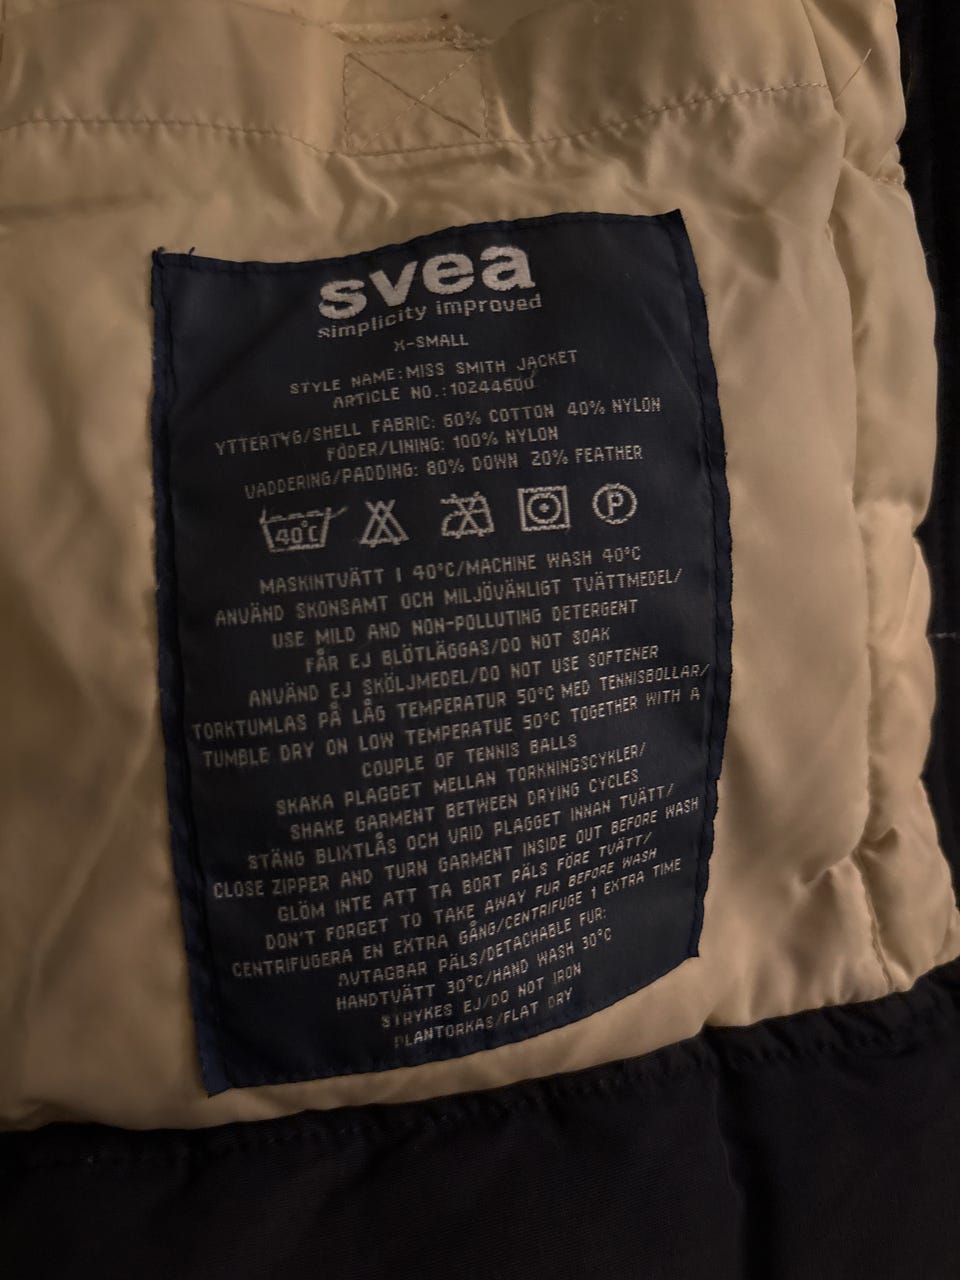 svea
simplicity improved
X-SMALL
STYLE NAME:MISS SMITH JACKET
ARTICLE NO.:10244600
YTTERTYG/SHELL FABRIC: 60% COTTON 40% NYLON
FODER/LINING: 100% NYLON
VADDERING/PADDING: 80% DOWN 20% FEATHER
40°C P
MASKINTVÄTT I 40°C/MACHINE WASH 40°C
ANVÄND SKONSAMT OCH MILJÖVÄNLIGT TVÄTTMEDEL/
USE MILD AND NON-POLLUTING DETERGENT
FÅR EJ BLÖTLÄGGAS/DO NOT SOAK
ANVÄND EJ SKÖLJMEDEL/DO NOT USE SOFTENER
TORKTUMLAS PÅ LÅG TEMPERATUR 50°C MED TENNISBOLLAR/
TUMBLE DRY ON LOW TEMPERATUE 50°C TOGETHER WITH A
COUPLE OF TENNIS BALLS
SKAKA PLAGGET MELLAN TORKNINGSCYKLER/
SHAKE GARMENT BETWEEN DRYING CYCLES
STÄNG BLIXTLÅS OCH VRID PLAGGET INNAN TVÄTT/
CLOSE ZIPPER AND TURN GARMENT INSIDE OUT BEFORE WASH
GLÖM INTE ATT TA BORT PÄLS FÖRE TVÄTT/
DON'T FORGET TO TAKE AWAY FUR BEFORE WASH
CENTRIFUGERA EN EXTRA GÅNG/CENTRIFUGE 1 EXTRA TIME
AVTAGBAR PÄLS/DETACHABLE FUR:
HANDTVÄTT 30°C/HAND WASH 30°C
STRYKES EJ/DO NOT IRON
PLANTORKAS/FLAT DRY